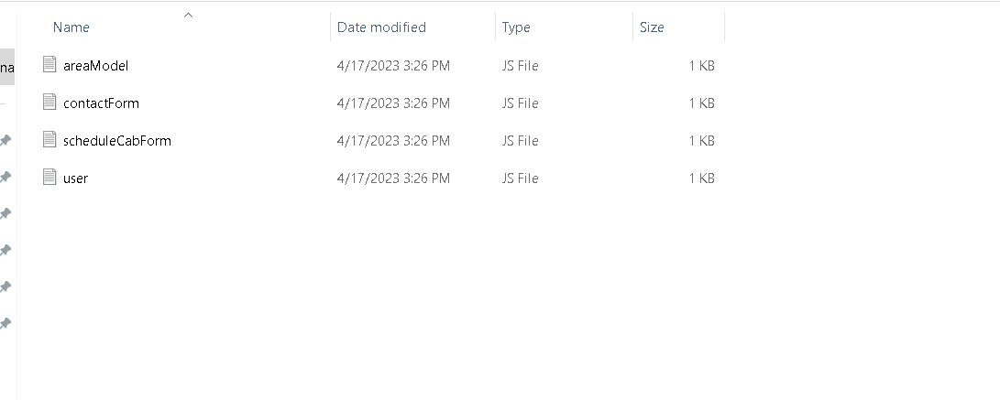 Name Date modified Type Size
na
areaModel 4/17/2023 3:26 PM JS File 1 KB
contactForm 4/17/2023 3:26 PM JS File 1 KB
scheduleCabForm 4/17/2023 3:26 PM JS File 1 KB
user 4/17/2023 3:26 PM JS File 1 KB